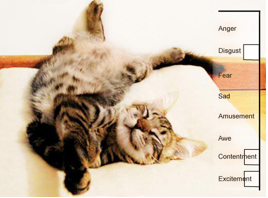 Anger
Disgust
Fear
Sad
Amusement
Awe
Contentment
Excitement